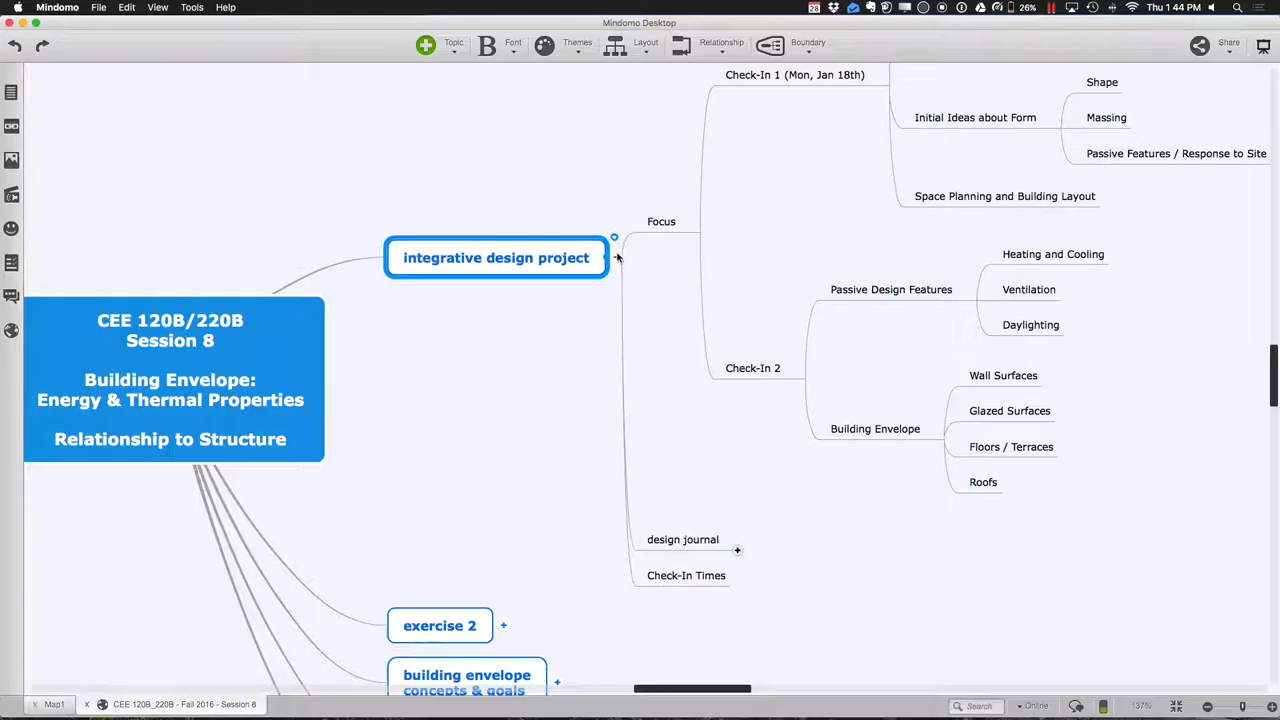 Mindomo File Edit View Tools Help
28
26%
Thu 1:44 PM
Mindomo Desktop
Topic
B Font
Themes
Layout
Relationship
Boundary
Share
Check-In 1 (Mon, Jan 18th)
Shape
Initial Ideas about Form
Massing
Passive Features / Response to Site
Space Planning and Building Layout
Focus
integrative design project
Heating and Cooling
Passive Design Features
Ventilation
Daylighting
CEE 120B/220B
Session 8
Building Envelope:
Energy & Thermal Properties
Relationship to Structure
Check-In 2
Wall Surfaces
Glazed Surfaces
Building Envelope
Floors / Terraces
Roofs
design journal
Check-In Times
exercise 2
building envelope
concepts & goals
Map1
CEE 120B_220B - Fall 2016 - Session 8
Search
Online
137%